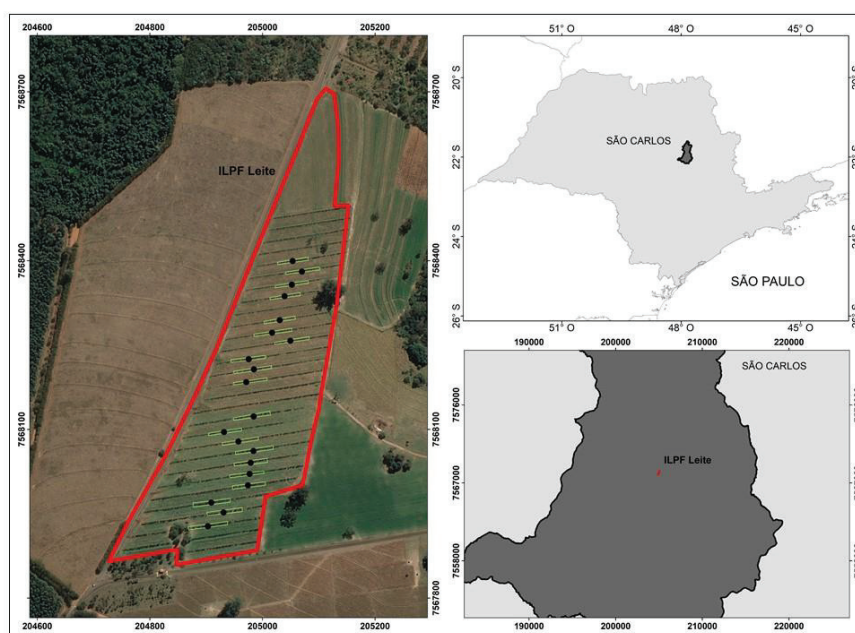 204600 204800 205000 205200
7568700
7568400
7568100
7567800
ILPF Leite
204600 204800 205000 205200
51° O 48° O 45° O
20° S
22° S
24° S
26° S
SÃO CARLOS
SÃO PAULO
51° O 48° O 45° O
190000 200000 210000 220000
SÃO CARLOS
7576000
7567000
7558000
ILPF Leite
190000 200000 210000 220000